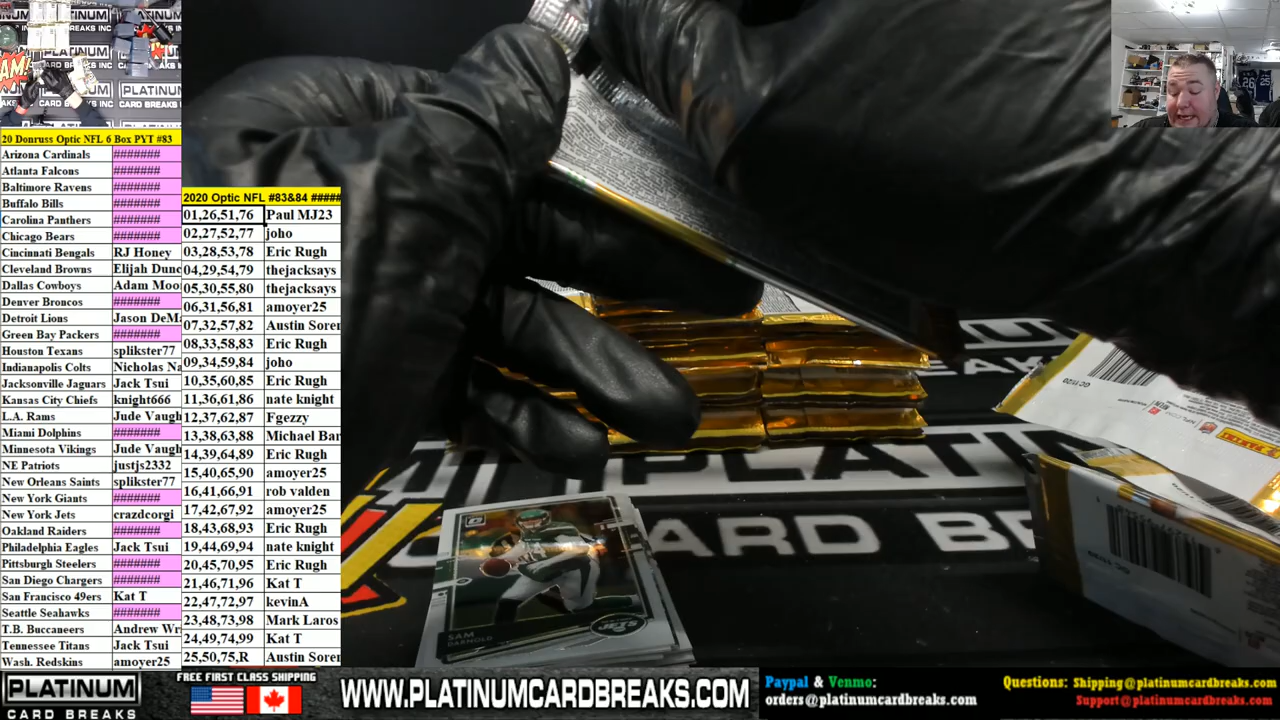 PLATINUM
CARD BREAKS INC
20 Donruss Optic NFL 6 Box PYT #83
Arizona Cardinals #######
Atlanta Falcons #######
Baltimore Ravens #######
Buffalo Bills #######
Carolina Panthers #######
Chicago Bears #######
Cincinnati Bengals RJ Honey
Cleveland Browns Elijah Dunc
Dallas Cowboys Adam Moo
Denver Broncos #######
Detroit Lions Jason DeMa
Green Bay Packers #######
Houston Texans splikster77
Indianapolis Colts Nicholas Na
Jacksonville Jaguars Jack Tsui
Kansas City Chiefs knight666
L.A. Rams Jude Vaugh
Miami Dolphins #######
Minnesota Vikings Jude Vaugh
NE Patriots justjs2332
New Orleans Saints splikster77
New York Giants #######
New York Jets crazdcorgi
Oakland Raiders #######
Philadelphia Eagles Jack Tsui
Pittsburgh Steelers #######
San Diego Chargers #######
San Francisco 49ers Kat T
Seattle Seahawks #######
T.B. Buccaneers Andrew Wr
Tennessee Titans Jack Tsui
Wash. Redskins amoyer25
2020 Optic NFL #83&84 #####
01,26,51,76 Paul MJ23
02,27,52,77 joho
03,28,53,78 Eric Rugh
04,29,54,79 thejacksays
05,30,55,80 thejacksays
06,31,56,81 amoyer25
07,32,57,82 Austin Soren
08,33,58,83 Eric Rugh
09,34,59,84 joho
10,35,60,85 Eric Rugh
11,36,61,86 nate knight
12,37,62,87 Fgezzy
13,38,63,88 Michael Bar
14,39,64,89 Eric Rugh
15,40,65,90 amoyer25
16,41,66,91 rob valden
17,42,67,92 amoyer25
18,43,68,93 Eric Rugh
19,44,69,94 nate knight
20,45,70,95 Eric Rugh
21,46,71,96 Kat T
22,47,72,97 kevinA
23,48,73,98 Mark Laros
24,49,74,99 Kat T
25,50,75,R Austin Soren
PLATIN
CARD BR
SAM
DARNOLD
JETS
26 25
PLATINUM
CARD BREAKS
FREE FIRST CLASS SHIPPING
WWW.PLATINUMCARDBREAKS.COM
Paypal & Venmo:
orders@platinumcardbreaks.com
Questions: Shipping@platinumcardbreaks.com
Support@platinumcardbreaks.com